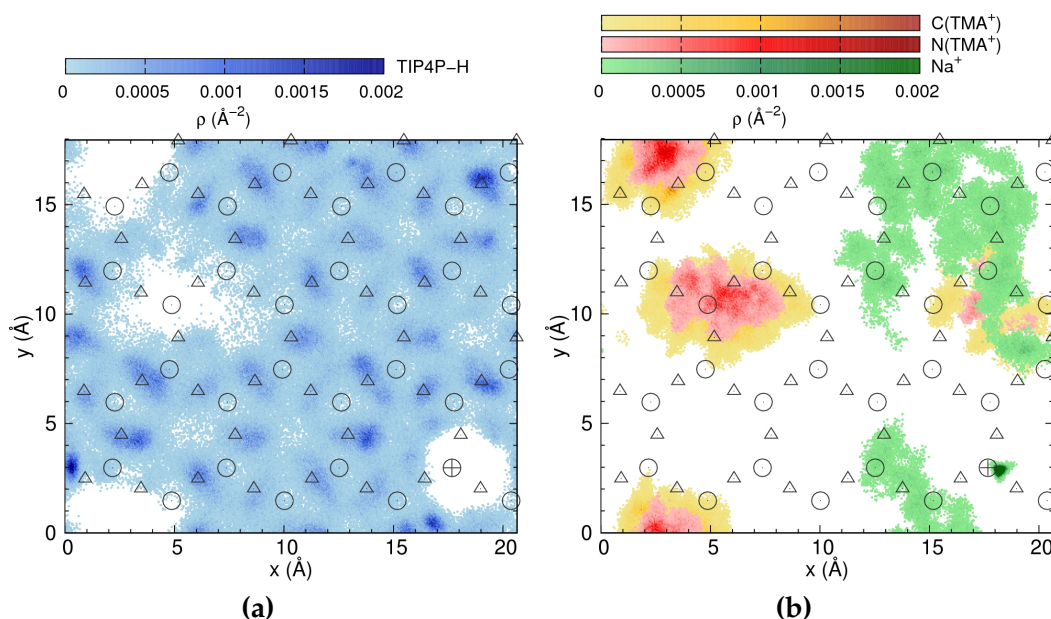 TIP4P-H
0 0.0005 0.001 0.0015 0.002
ρ (Å⁻²)
15
10
5
0
y (Å)
0 5 10 15 20
x (Å)
(a)
C(TMA⁺)
N(TMA⁺)
Na⁺
0 0.0005 0.001 0.0015 0.002
ρ (Å⁻²)
15
10
5
0
y (Å)
0 5 10 15 20
x (Å)
(b)